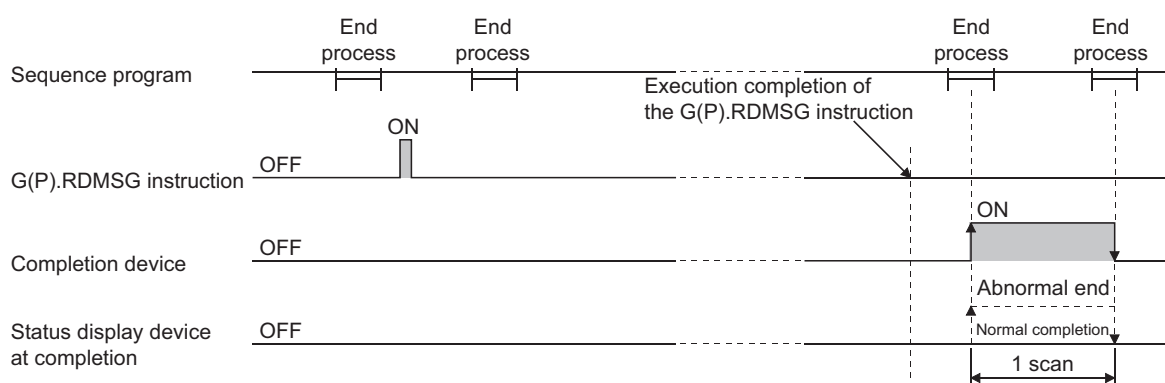 End process
End process
End process
End process
Sequence program
Execution completion of
the G(P).RDMSG instruction
ON
OFF
G(P).RDMSG instruction
ON
OFF
Completion device
Abnormal end
OFF
Status display device
at completion
Normal completion
1 scan